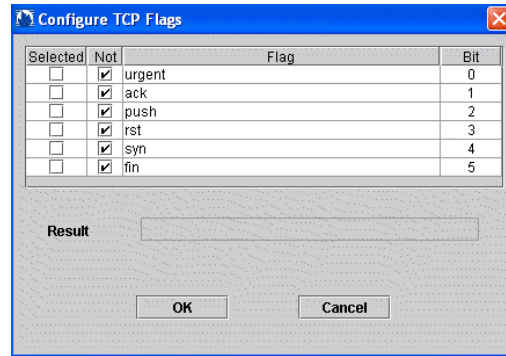 Configure TCP Flags
Selected Not Flag Bit
urgent 0
ack 1
push 2
rst 3
syn 4
fin 5
Result
OK Cancel